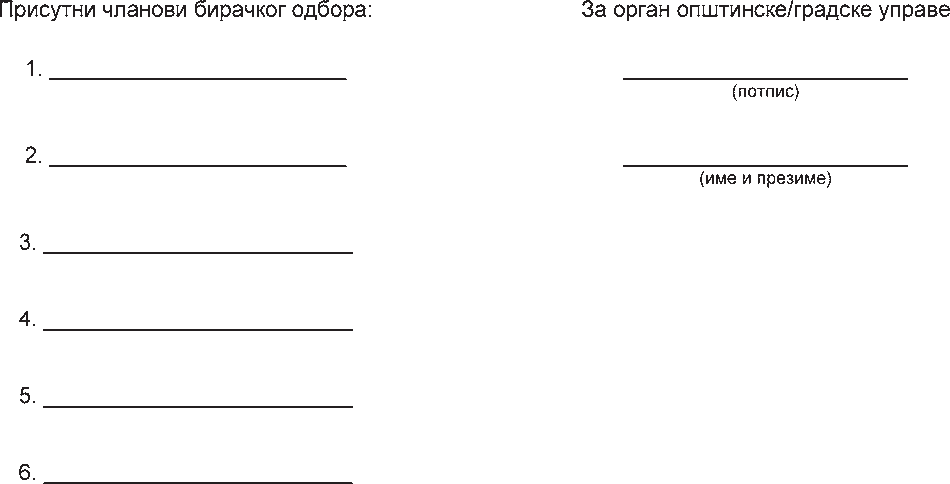 Присутни чланови бирачког одбора:
За орган општинске/градске управе
1.
(потпис)
2.
(име и презиме)
3.
4.
5.
6.